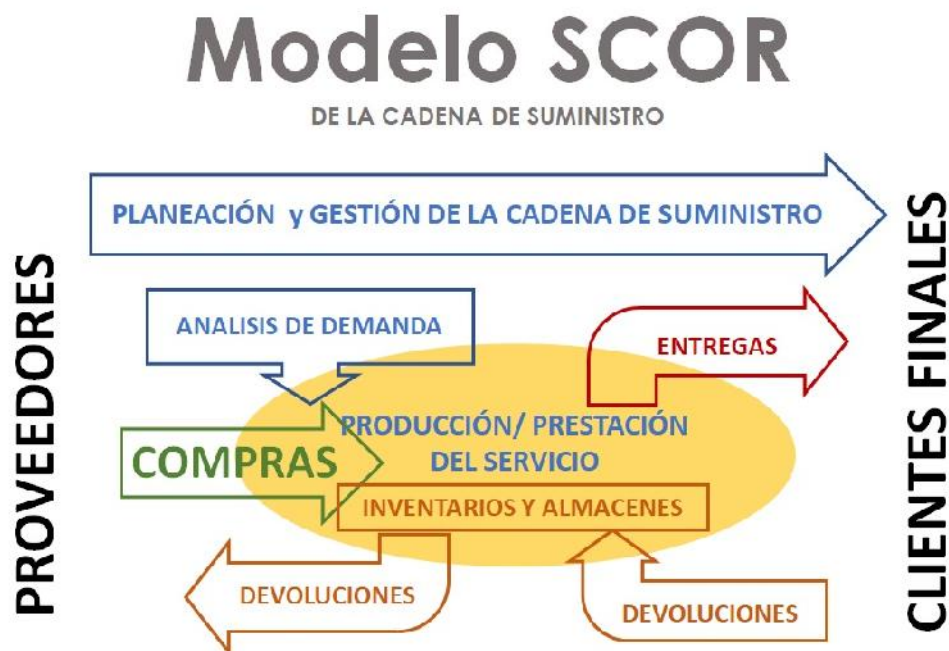 Modelo SCOR
DE LA CADENA DE SUMINISTRO
PLANEACIÓN y GESTIÓN DE LA CADENA DE SUMINISTRO
PROVEEDORES
ANALISIS DE DEMANDA
ENTREGAS
COMPRAS
PRODUCCIÓN/ PRESTACIÓN
DEL SERVICIO
INVENTARIOS Y ALMACENES
DEVOLUCIONES
DEVOLUCIONES
CLIENTES FINALES